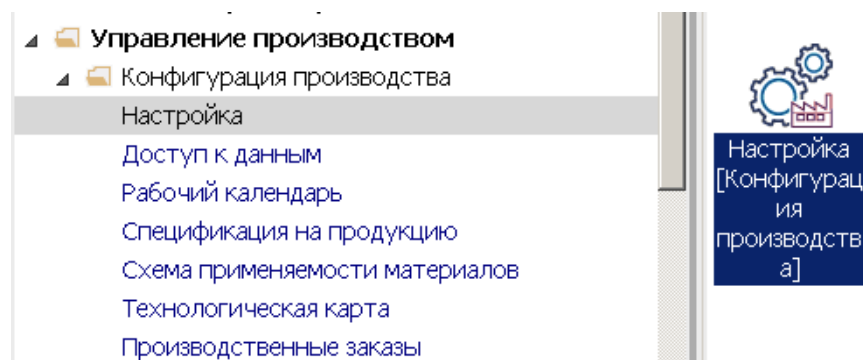 Управление производством
Конфигурация производства
Настройка
Доступ к данным
Рабочий календарь
Спецификация на продукцию
Схема применяемости материалов
Технологическая карта
Производственные заказы
Настройка
[Конфигурац
ия
производств
а]